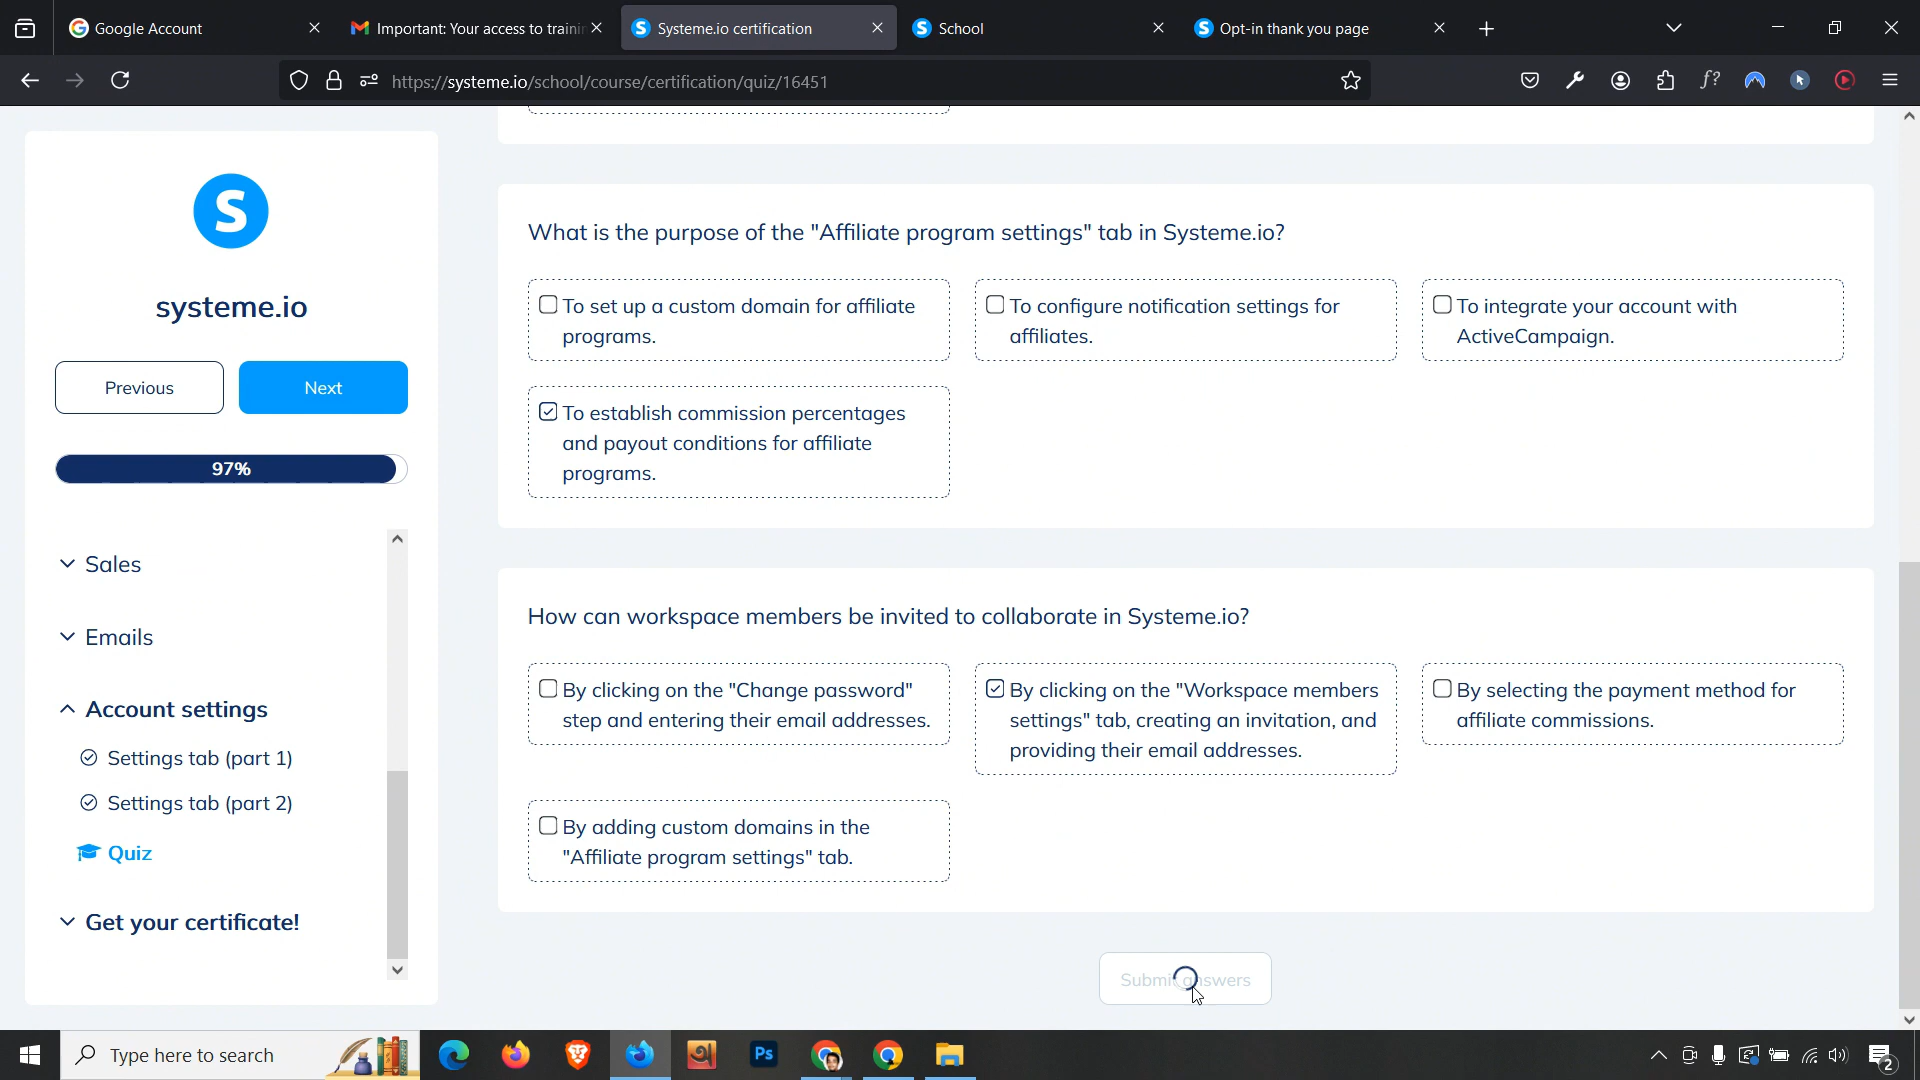 Google Account
Important: Your access to traini
Systeme.io certification
School
Opt-in thank you page
https://systeme.io/school/course/certification/quiz/16451
f?
S
systeme.io
Previous
Next
97%
Sales
Emails
Account settings
Settings tab (part 1)
Settings tab (part 2)
Quiz
Get your certificate!
What is the purpose of the "Affiliate program settings" tab in Systeme.io?
To set up a custom domain for affiliate
programs.
To configure notification settings for
affiliates.
To integrate your account with
ActiveCampaign.
To establish commission percentages
and payout conditions for affiliate
programs.
How can workspace members be invited to collaborate in Systeme.io?
By clicking on the "Change password"
step and entering their email addresses.
By clicking on the "Workspace members
settings" tab, creating an invitation, and
providing their email addresses.
By selecting the payment method for
affiliate commissions.
By adding custom domains in the
"Affiliate program settings" tab.
Submit answers
Type here to search
Ps
2